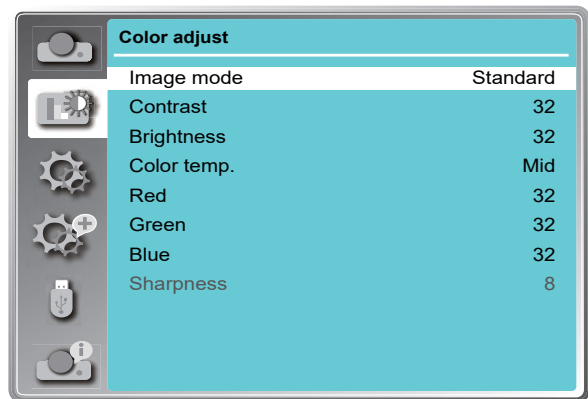 Color adjust
Image mode Standard
Contrast 32
Brightness 32
Color temp. Mid
Red 32
Green 32
Blue 32
Sharpness 8